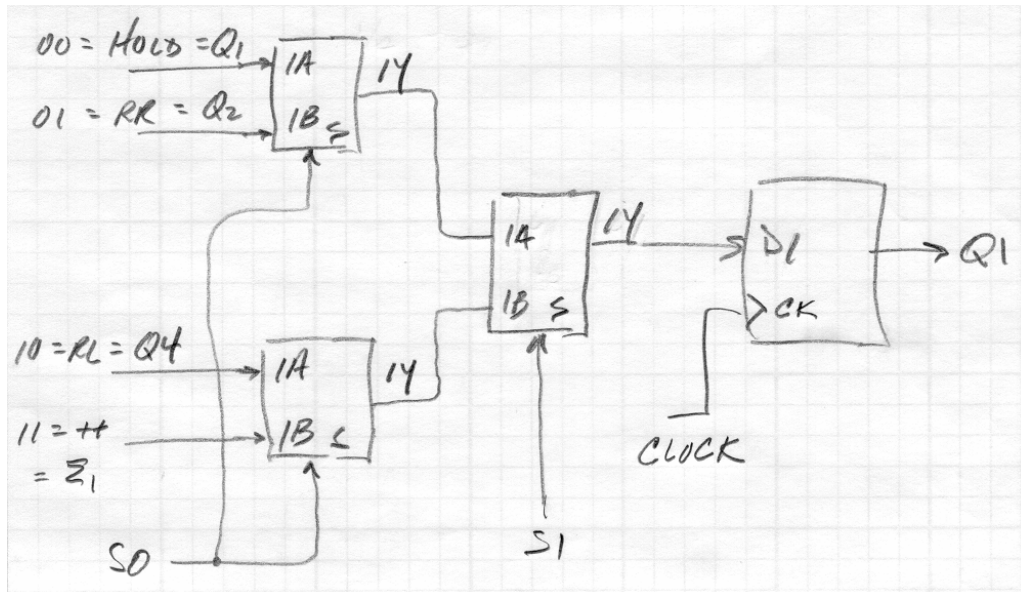 00 = HOLD = Q1
01 = RR = Q2
1A
1B S
1Y
1A
1B S
1Y
D1
CK
Q1
10 = RL = Q4
11 = ++
= Σ1
1A
1B S
1Y
CLOCK
S0
S1